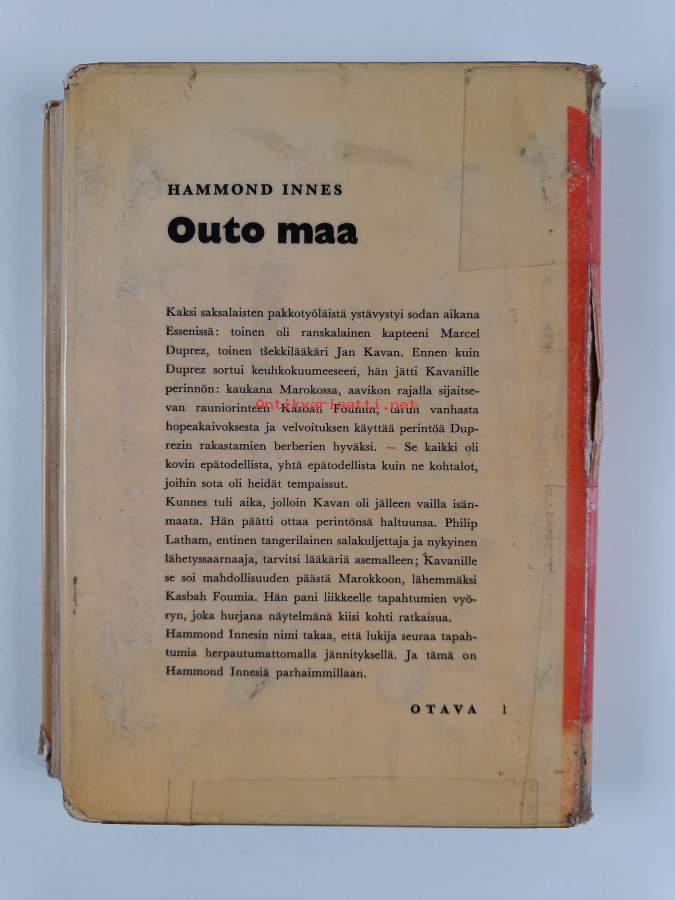 HAMMOND INNES
Outo maa
Kaksi saksalaisten pakkotyöläistä ystävystyi sodan aikana
Essenissä: toinen oli ranskalainen kapteeni Marcel
Duprez, toinen tšekkilääkäri Jan Kavan. Ennen kuin
Duprez sortui keuhkokuumeeseen, hän jätti Kavanille
perinnön: kaukana Marokossa, aavikon rajalla sijaitse-
van rauniorinteen Kasbah Foumin, tarun vanhasta
Antikvariaatti.net
hopeakaivoksesta ja velvoituksen käyttää perintöä Dup-
rezin rakastamien berberien hyväksi. — Se kaikki oli
kovin epätodellista, yhtä epätodellista kuin ne kohtalot,
joihin sota oli heidät tempaissut.
Kunnes tuli aika, jolloin Kavan oli jälleen vailla isän-
maata. Hän päätti ottaa perintönsä haltuunsa. Philip
Latham, entinen tangerilainen salakuljettaja ja nykyinen
lähetyssaarnaaja, tarvitsi lääkäriä asemalleen; Kavanille
se soi mahdollisuuden päästä Marokkoon, lähemmäksi
Kasbah Foumia. Hän pani liikkeelle tapahtumien vyö-
ryn, joka hurjana näytelmänä kiisi kohti ratkaisua.
Hammond Innesin nimi takaa, että lukija seuraa tapah-
tumia herpautumattomalla jännityksellä. Ja tämä on
Hammond Innesiä parhaimmillaan.
OTAVA 1